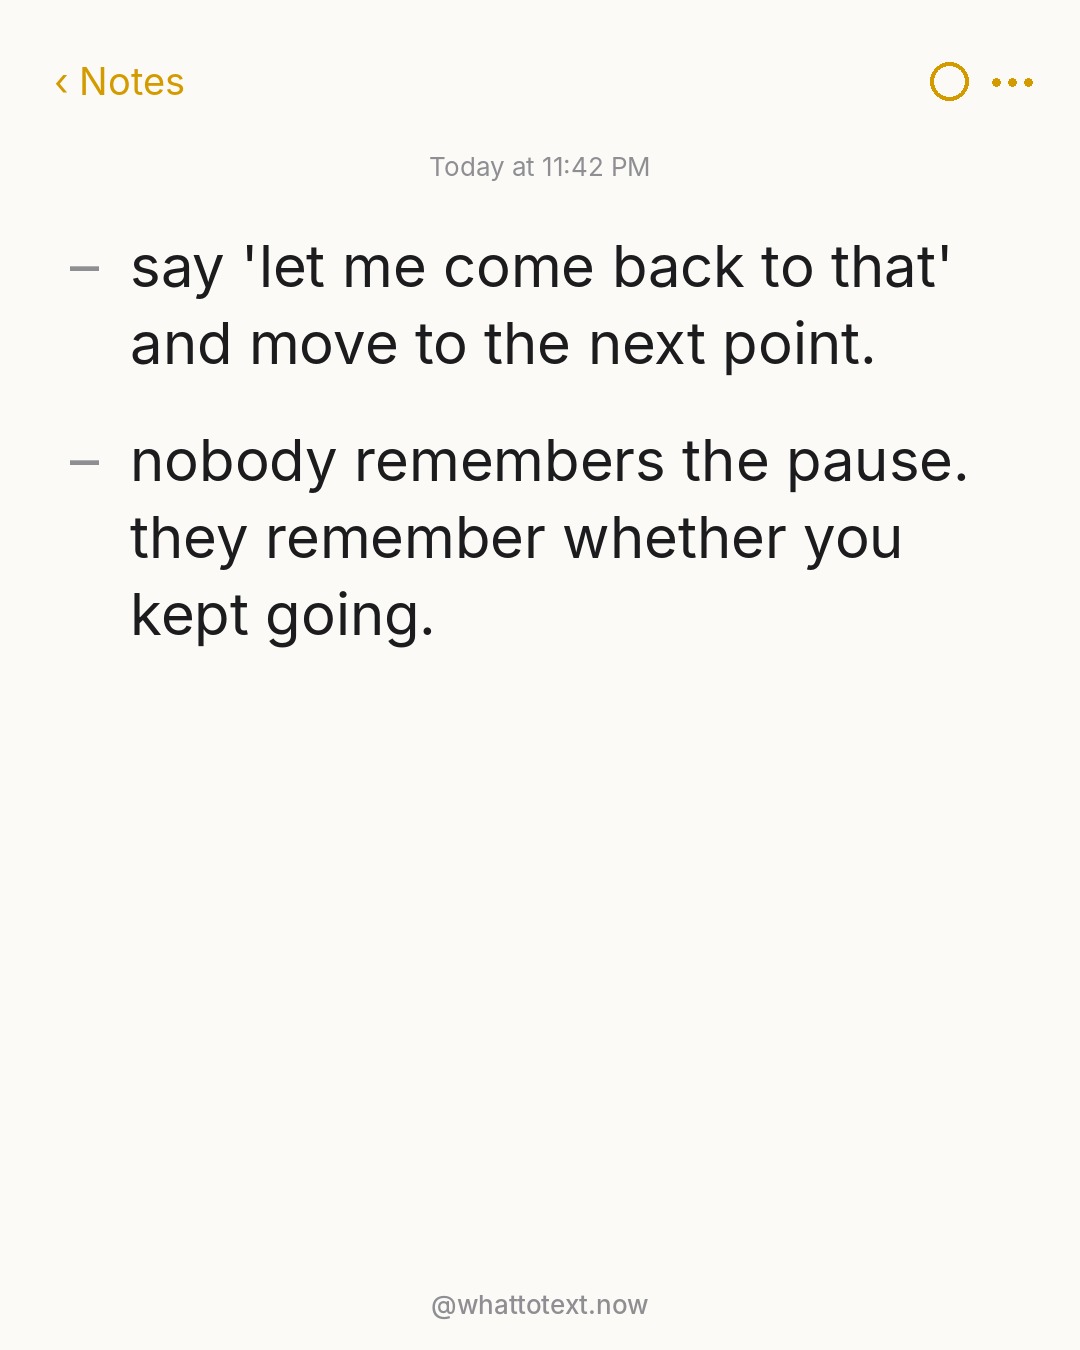 ‹ Notes
Today at 11:42 PM
– say 'let me come back to that'
and move to the next point.
– nobody remembers the pause.
they remember whether you
kept going.
@whattotext.now